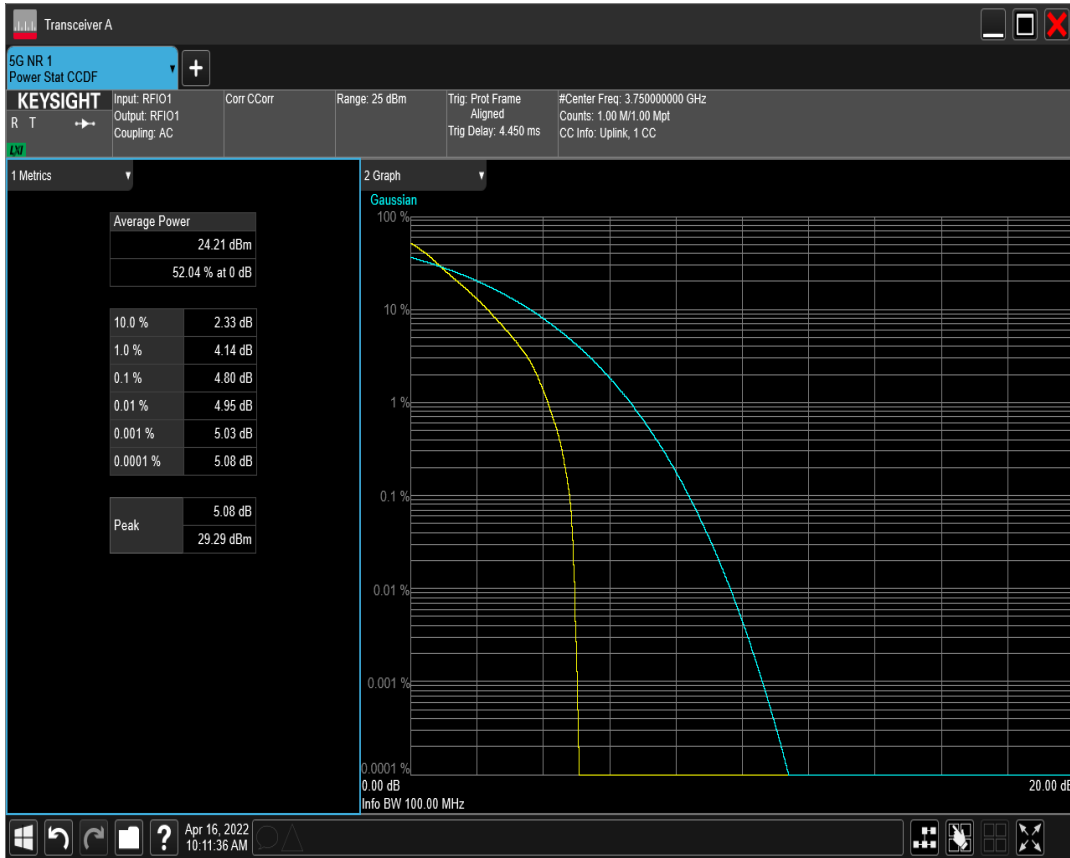 Transceiver A
5G NR 1
Power Stat CCDF
KEYSIGHT
R T
LXI
Input: RFIO1
Output: RFIO1
Coupling: AC
Corr CCorr
Range: 25 dBm
Trig: Prot Frame
Aligned
Trig Delay: 4.450 ms
#Center Freq: 3.750000000 GHz
Counts: 1.00 M/1.00 Mpt
CC Info: Uplink, 1 CC
1 Metrics
Average Power
24.21 dBm
52.04 % at 0 dB
10.0 % 2.33 dB
1.0 % 4.14 dB
0.1 % 4.80 dB
0.01 % 4.95 dB
0.001 % 5.03 dB
0.0001 % 5.08 dB
Peak
5.08 dB
29.29 dBm
2 Graph
Gaussian
100 %
10 %
1 %
0.1 %
0.01 %
0.001 %
0.0001 %
0.00 dB 20.00 dB
Info BW 100.00 MHz
Apr 16, 2022
10:11:36 AM